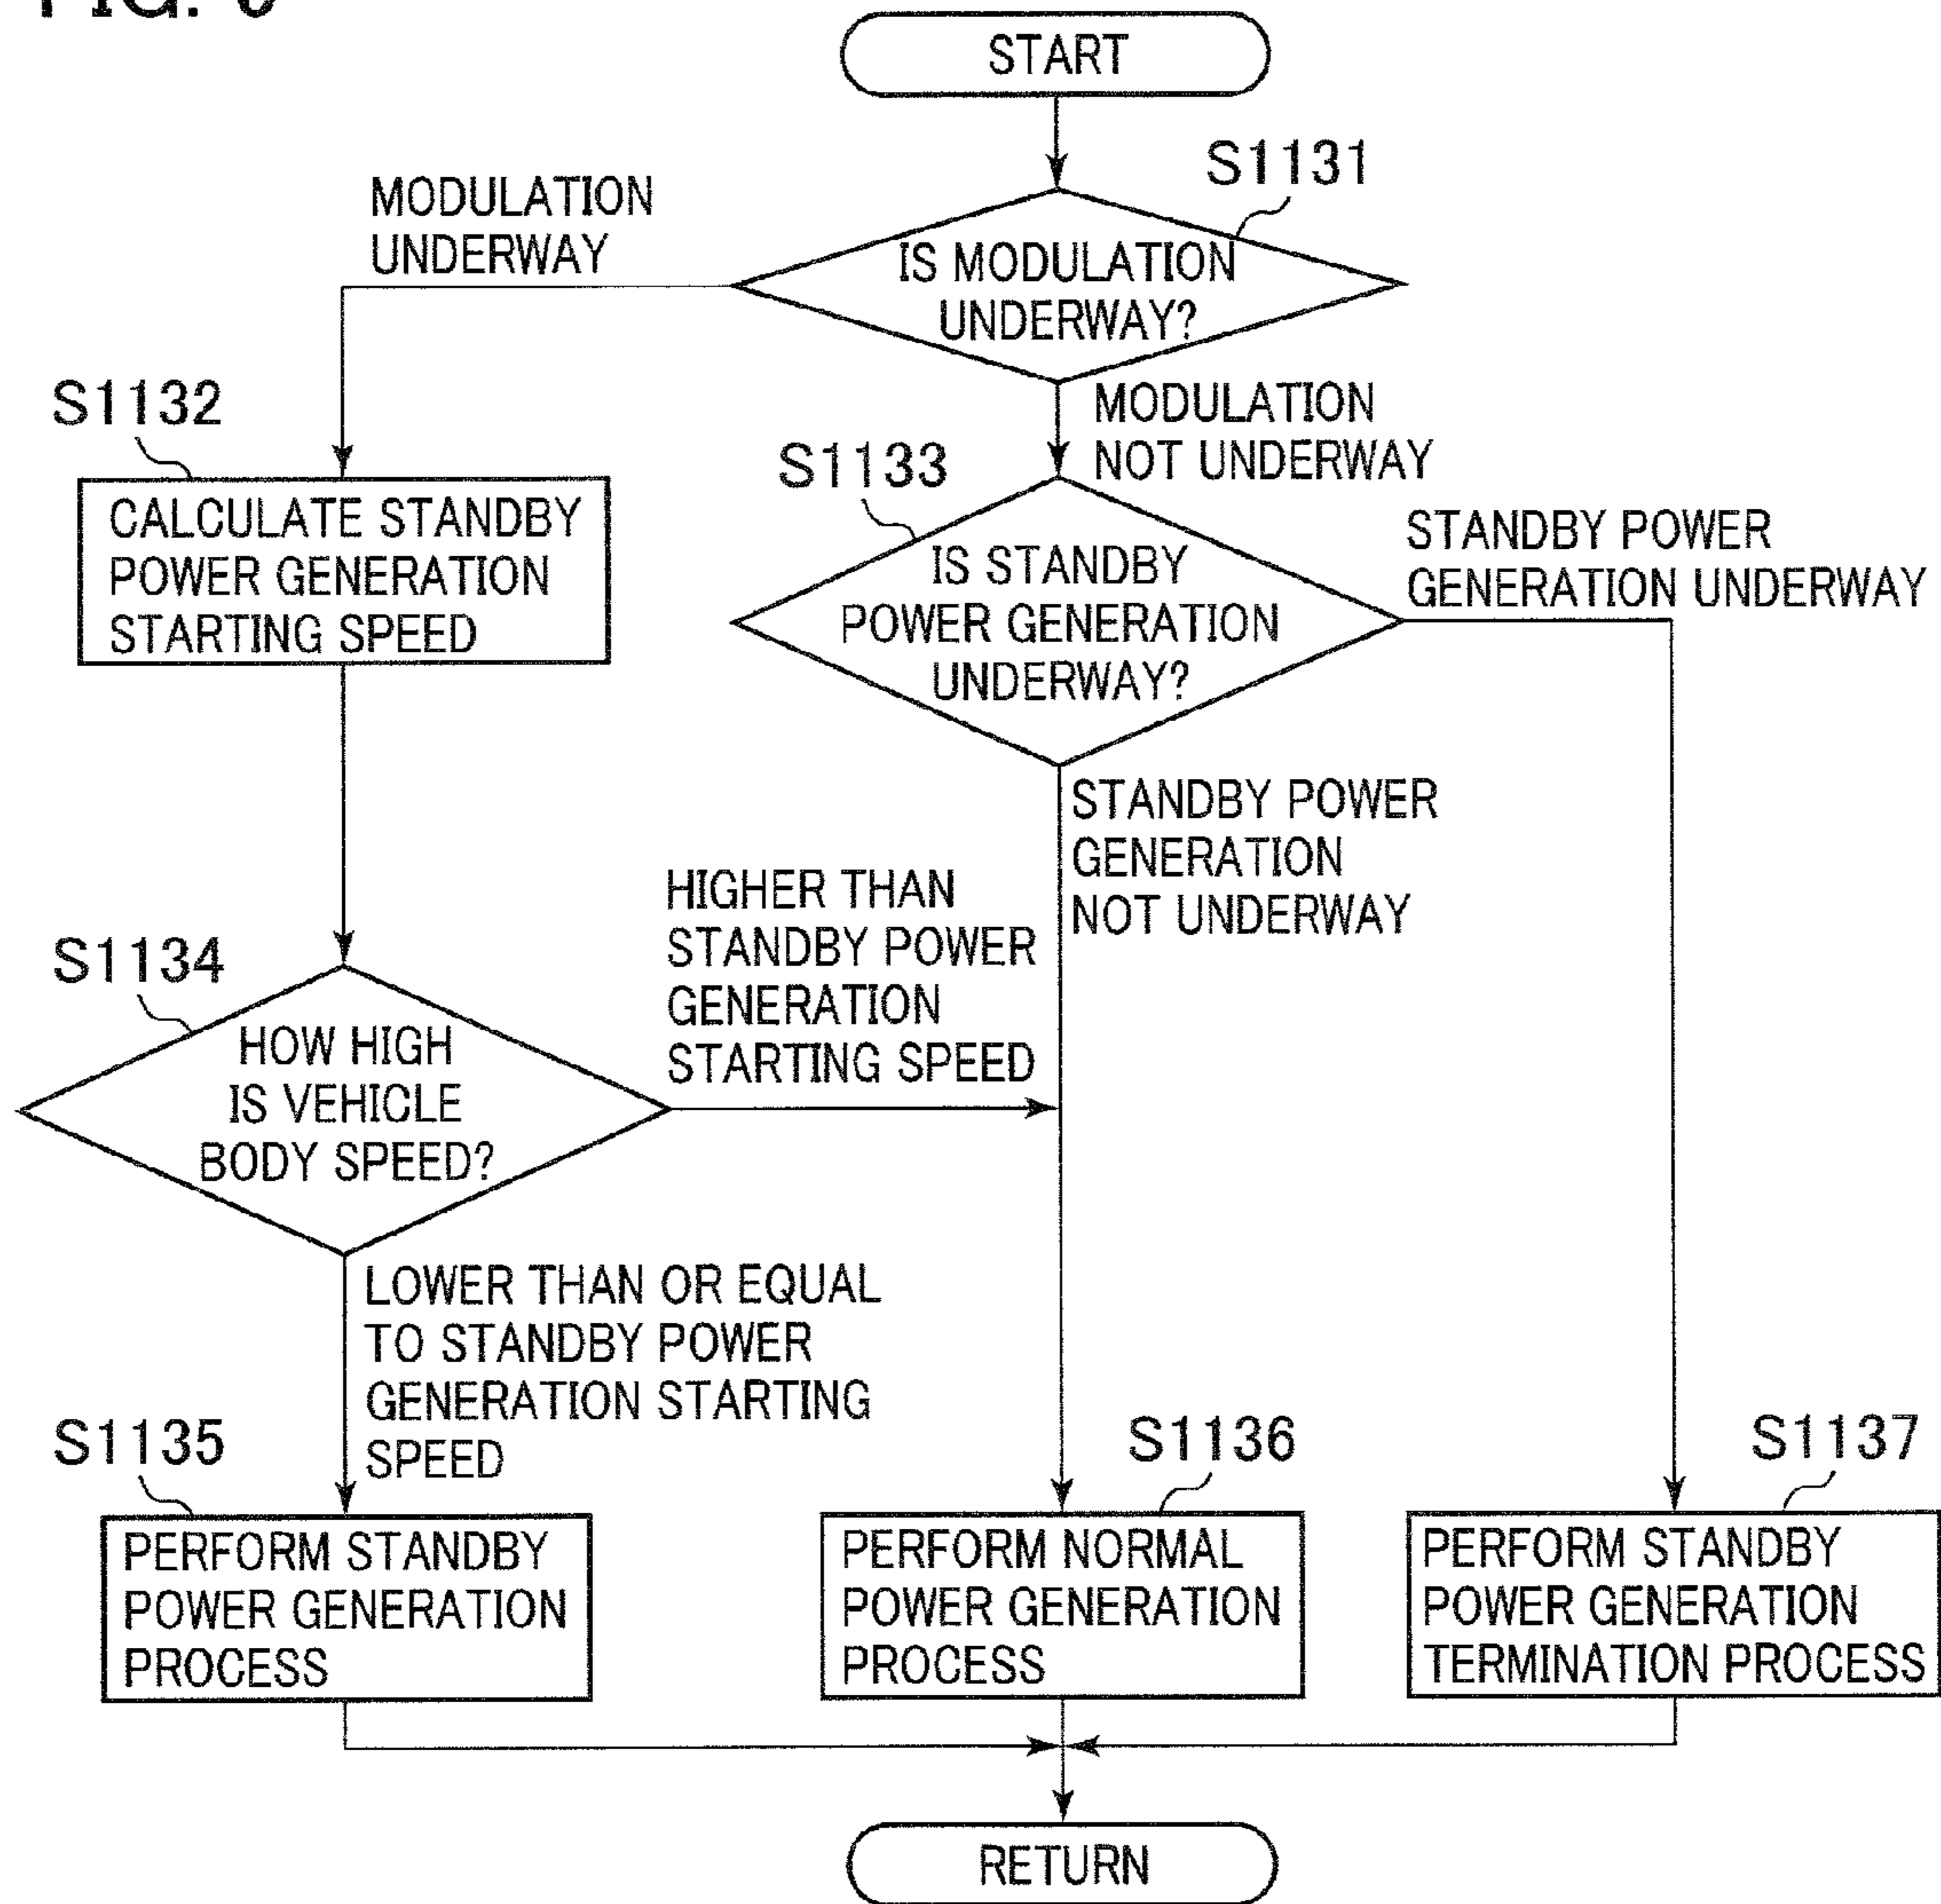 START
S1131
MODULATION
UNDERWAY
IS MODULATION
UNDERWAY?
S1132
MODULATION
NOT UNDERWAY
S1133
CALCULATE STANDBY
POWER GENERATION
STARTING SPEED
IS STANDBY
POWER GENERATION
UNDERWAY?
STANDBY POWER
GENERATION UNDERWAY
STANDBY POWER
GENERATION
NOT UNDERWAY
HIGHER THAN
STANDBY POWER
GENERATION
STARTING SPEED
S1134
HOW HIGH
IS VEHICLE
BODY SPEED?
LOWER THAN OR EQUAL
TO STANDBY POWER
GENERATION STARTING
SPEED
S1135
S1136
S1137
PERFORM STANDBY
POWER GENERATION
PROCESS
PERFORM NORMAL
POWER GENERATION
PROCESS
PERFORM STANDBY
POWER GENERATION
TERMINATION PROCESS
RETURN